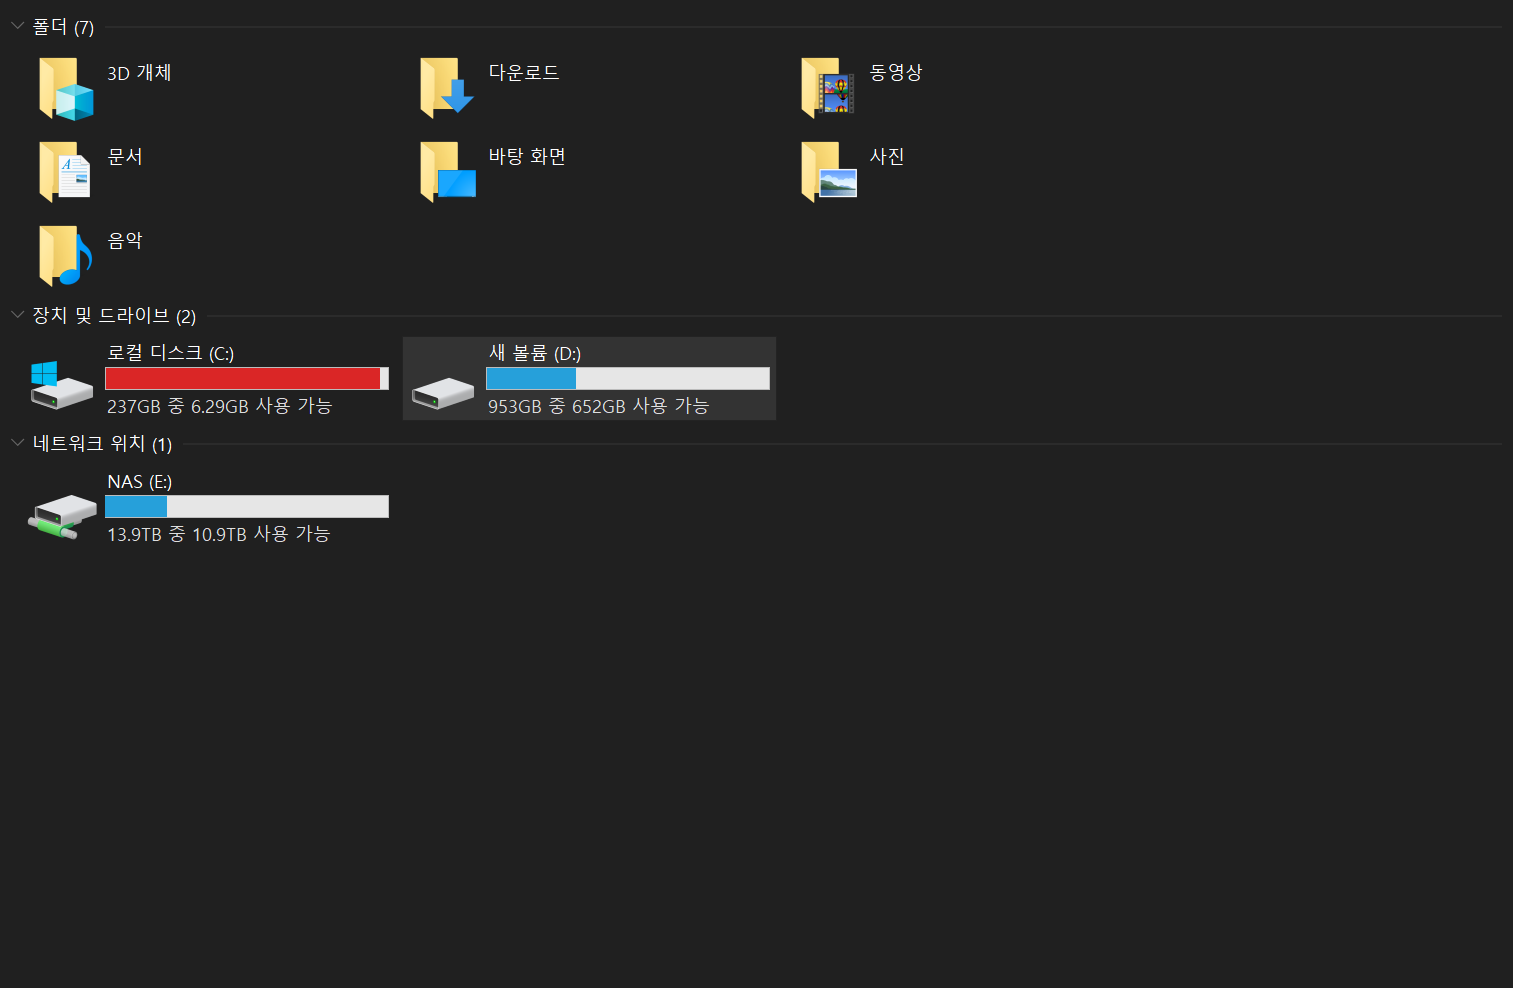 폴더 (7)
3D 개체
다운로드
동영상
문서
바탕 화면
사진
음악
장치 및 드라이브 (2)
로컬 디스크 (C:)
237GB 중 6.29GB 사용 가능
새 볼륨 (D:)
953GB 중 652GB 사용 가능
네트워크 위치 (1)
NAS (E:)
13.9TB 중 10.9TB 사용 가능